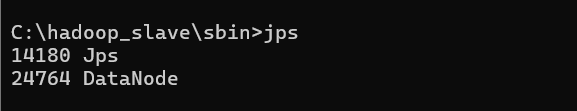 C:\hadoop_slave\sbin>jps
14180 Jps
24764 DataNode